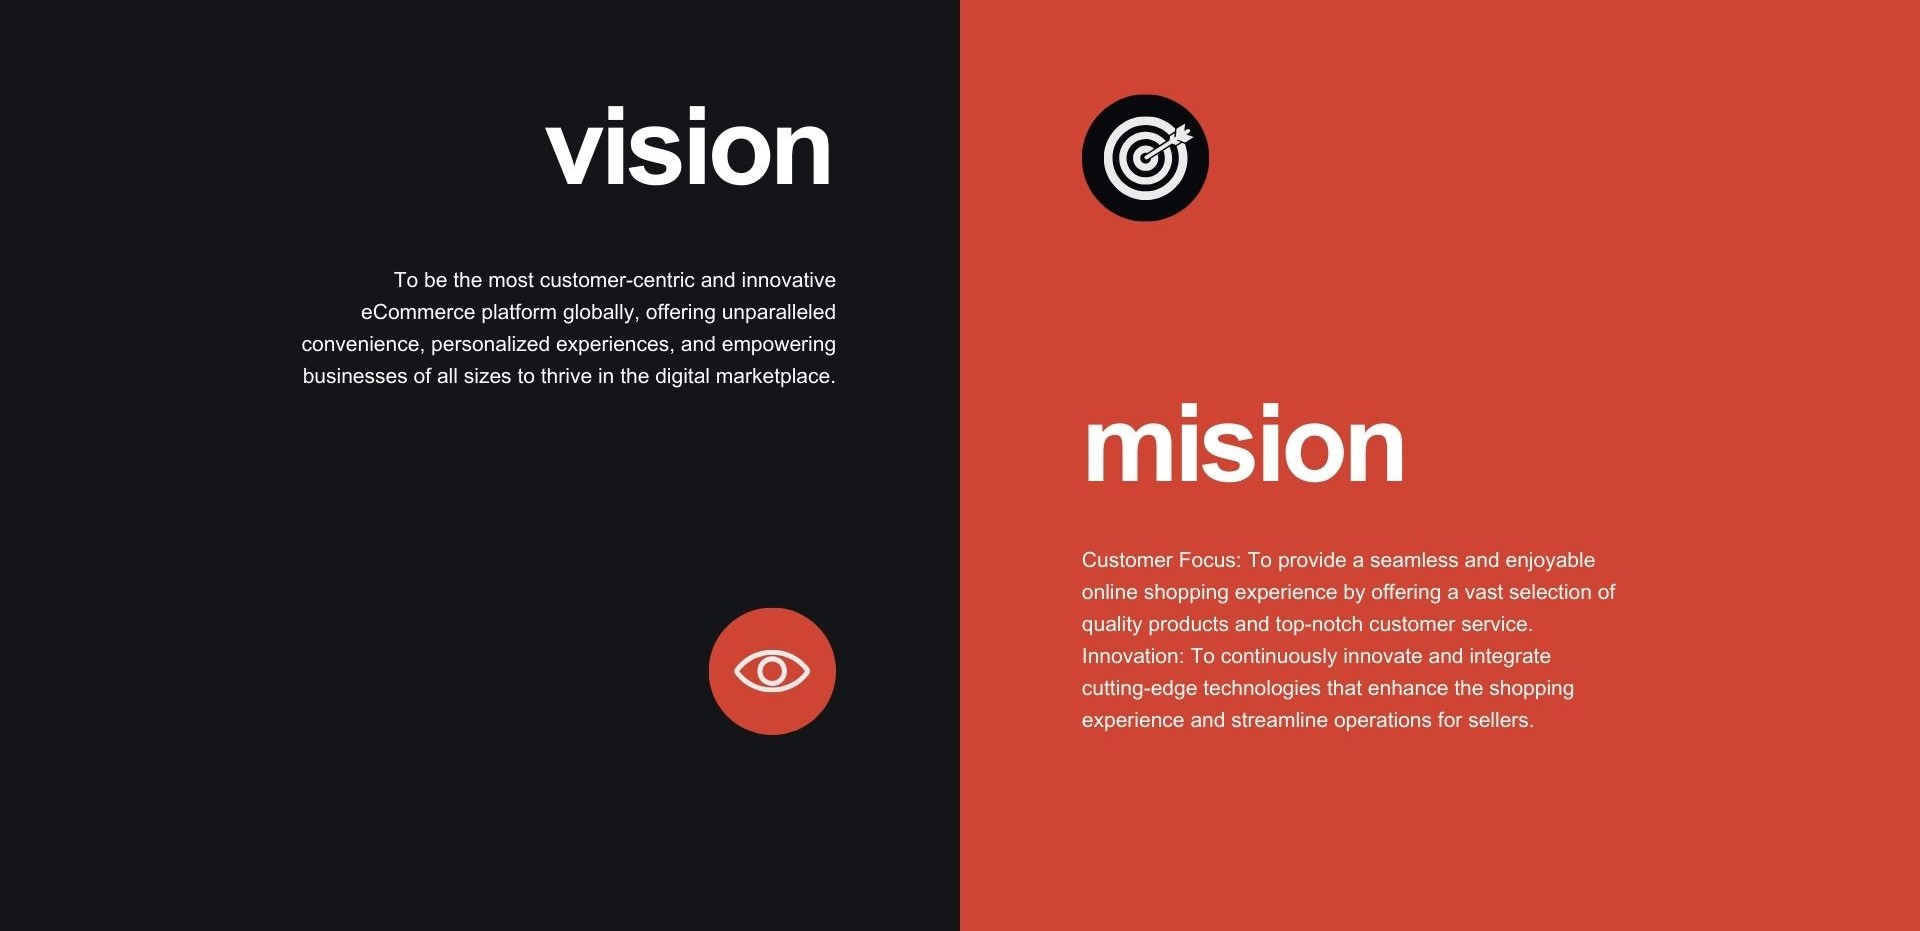 vision
To be the most customer-centric and innovative
eCommerce platform globally, offering unparalleled
convenience, personalized experiences, and empowering
businesses of all sizes to thrive in the digital marketplace.
mision
Customer Focus: To provide a seamless and enjoyable
online shopping experience by offering a vast selection of
quality products and top-notch customer service.
Innovation: To continuously innovate and integrate
cutting-edge technologies that enhance the shopping
experience and streamline operations for sellers.